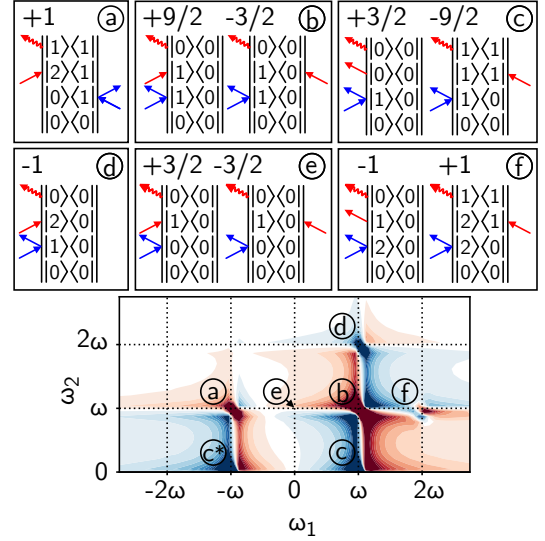 +1 ⓐ
|1⟩⟨1|
|2⟩⟨1|
|0⟩⟨1|
|0⟩⟨0|
+9/2 -3/2 ⓑ
|0⟩⟨0| |0⟩⟨0|
|1⟩⟨0| |1⟩⟨0|
|1⟩⟨0| |1⟩⟨0|
|0⟩⟨0| |0⟩⟨0|
+3/2 -9/2 ⓒ
|0⟩⟨0| |1⟩⟨1|
|0⟩⟨0| |1⟩⟨1|
|1⟩⟨0| |1⟩⟨0|
|0⟩⟨0| |0⟩⟨0|
-1 ⓓ
|0⟩⟨0|
|2⟩⟨0|
|1⟩⟨0|
|0⟩⟨0|
+3/2 -3/2 ⓔ
|0⟩⟨0| |0⟩⟨0|
|1⟩⟨0| |1⟩⟨0|
|0⟩⟨0| |0⟩⟨0|
|0⟩⟨0| |0⟩⟨0|
-1 +1 ⓕ
|0⟩⟨0| |1⟩⟨1|
|1⟩⟨0| |2⟩⟨1|
|2⟩⟨0| |2⟩⟨0|
|0⟩⟨0| |0⟩⟨0|
ω₂
2ω
ω
0
ⓓ
ⓐ ⓔ ⓑ ⓕ
c* ⓒ
-2ω -ω 0 ω 2ω
ω₁